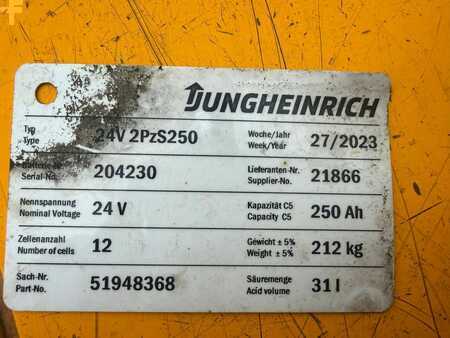 JUNGHEINRICH
Typ 24V 2PzS250 Woche/Jahr 27/2023
Type Week/Year
204230 Lieferanten-Nr. 21866
Serial-No. Supplier-No.
Nennspannung 24 V Kapazität C5 250 Ah
Nominal Voltage Capacity C5
Zellenanzahl 12 Gewicht ± 5% 212 kg
Number of cells Weight ± 5%
Sach-Nr. 51948368 Säuremenge 31 l
Part-No. Acid volume